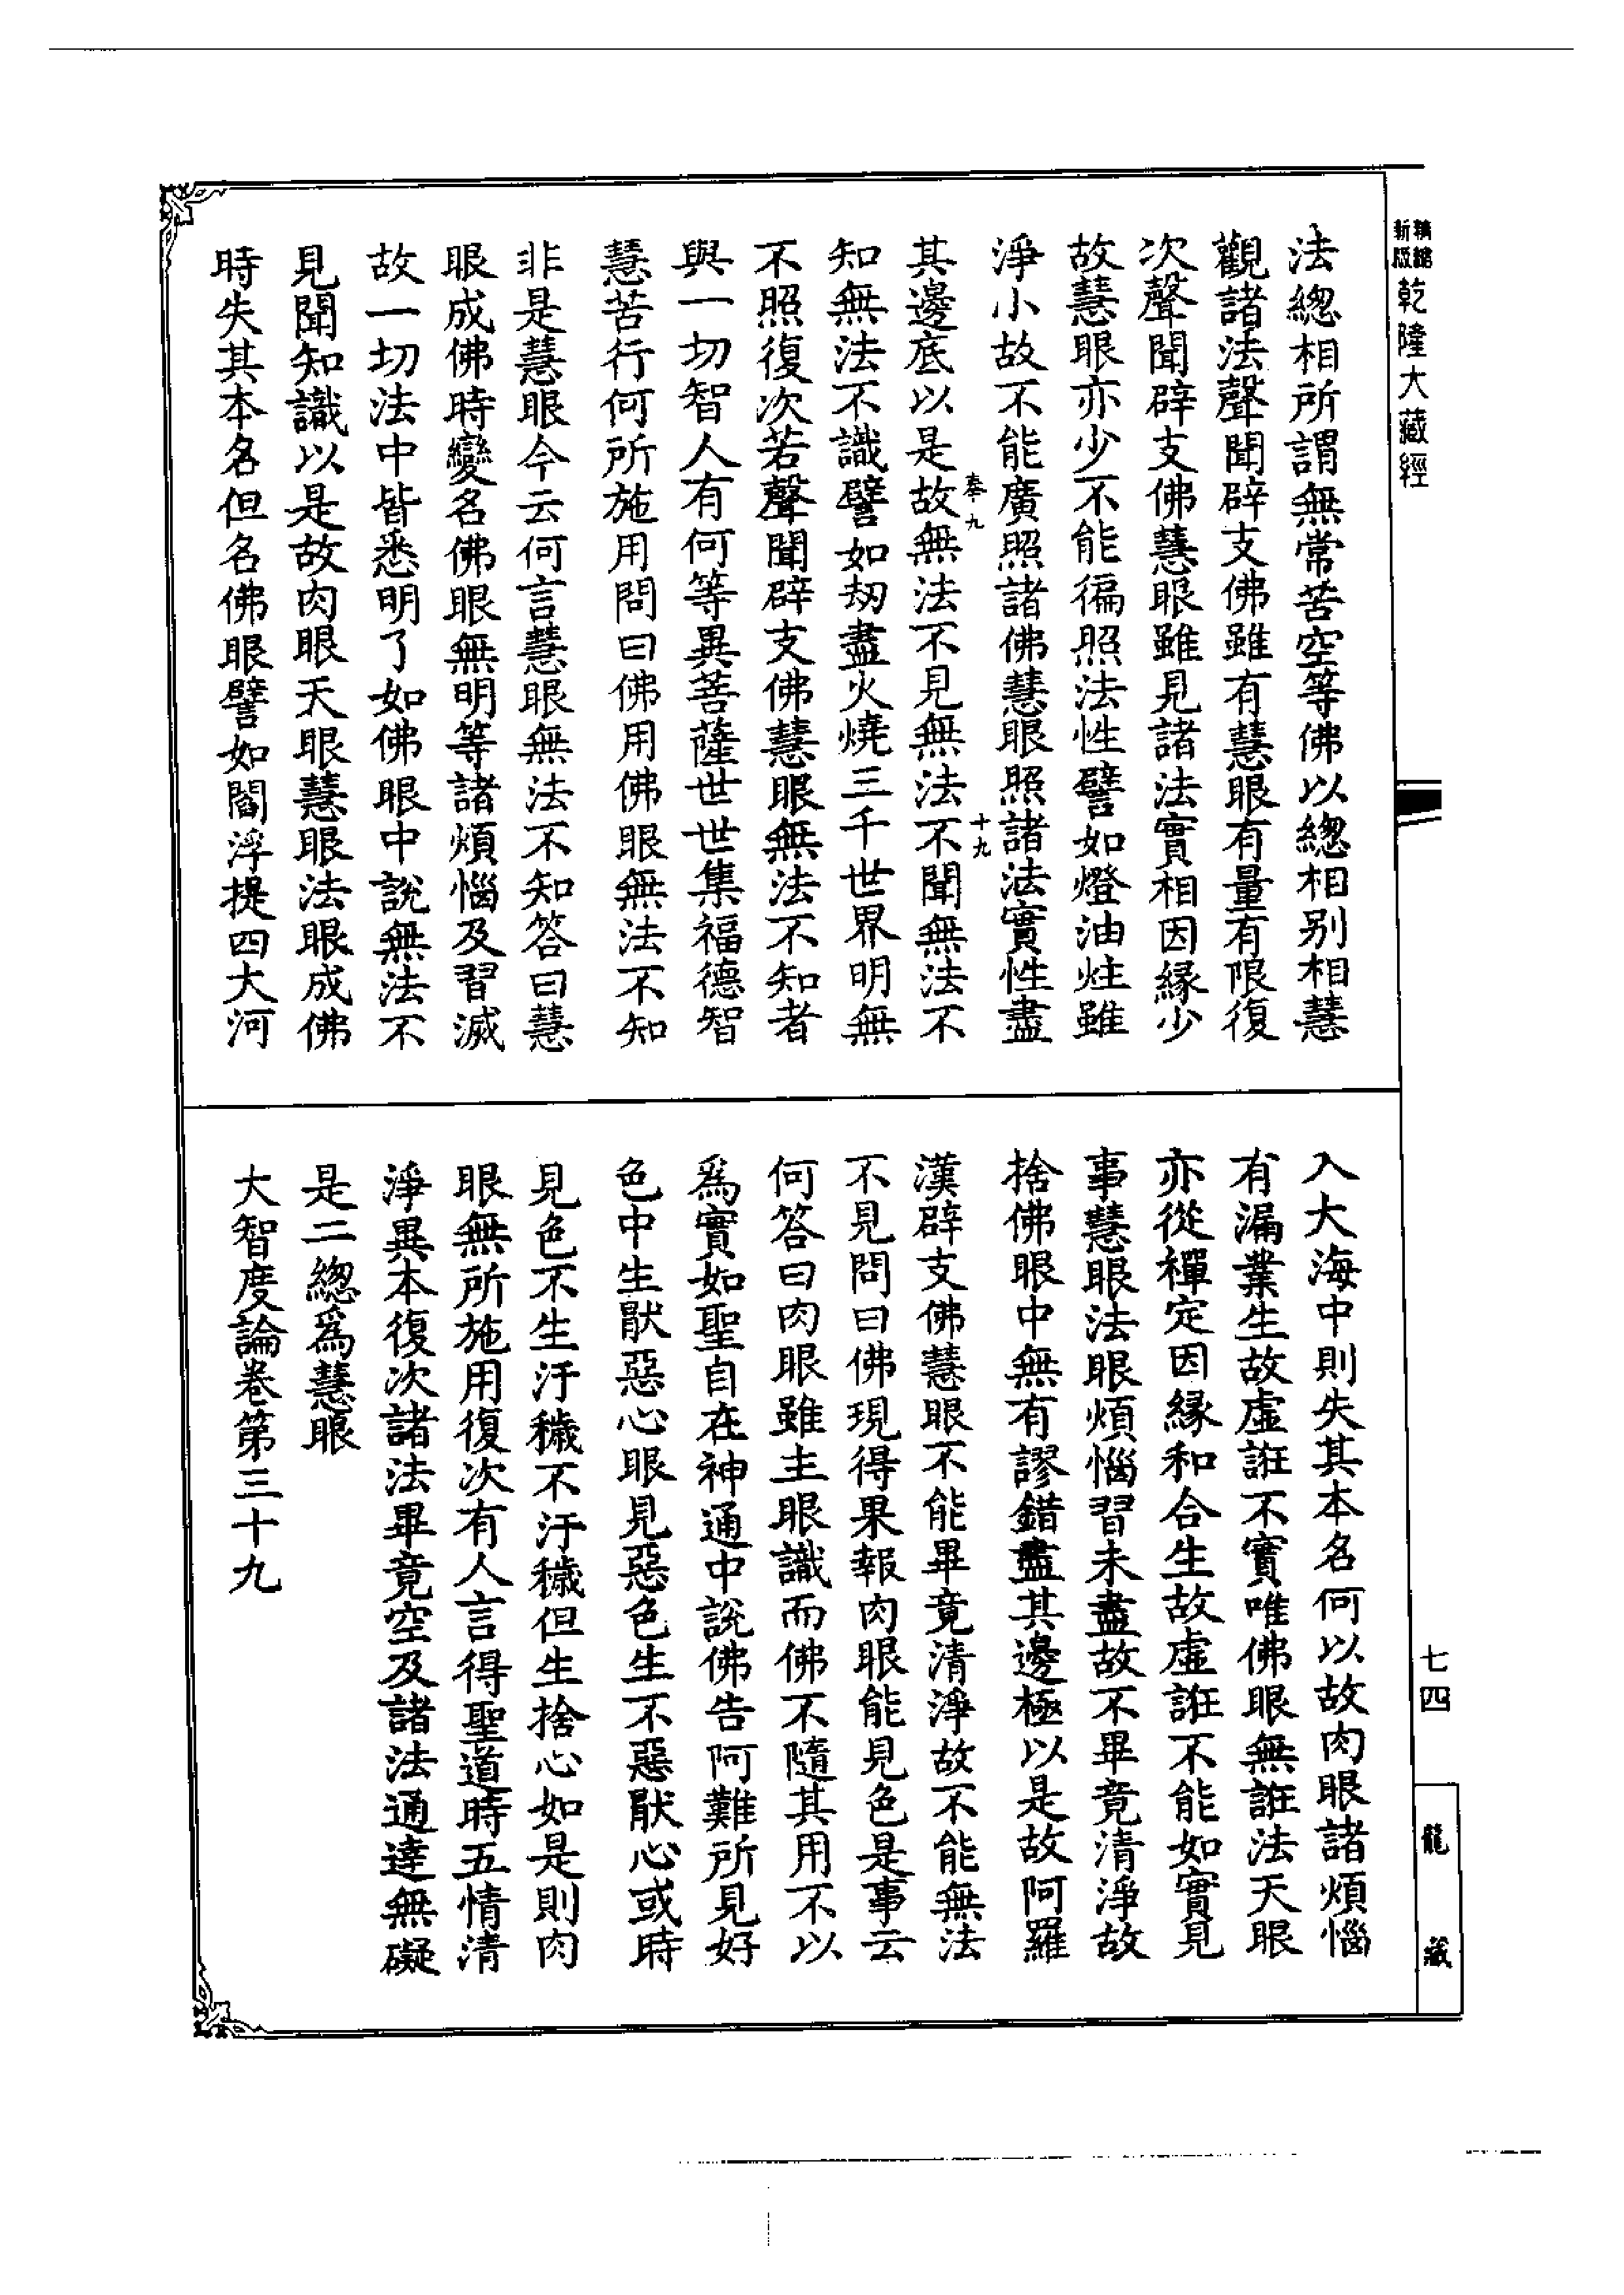 新版
乾隆大藏經
法總相所謂無常苦空等佛以總相別相慧
觀諸法聲聞辟支佛雖有慧眼有量有限復
次聲聞辟支佛慧眼雖見諸法實相因緣少
故慧眼亦少不能徧照法性譬如燈油炷雖
淨小故不能廣照諸佛慧眼照諸法實性盡
奉九
十九
其邊底以是故無法不見無法不聞無法不
知無法不識譬如劫盡火燒三千世界明無
不照復次若聲聞辟支佛慧眼無法不知者
與一切智人有何等異菩薩世世集福德智
慧苦行何所施用問曰佛用佛眼無法不知
非是慧眼今云何言慧眼無法不知答曰慧
眼成佛時變名佛眼無明等諸煩惱及習滅
故一切法中皆悉明了如佛眼中說無法不
見聞知識以是故肉眼天眼慧眼法眼成佛
時失其本名但名佛眼譬如閻浮提四大河
入大海中則失其本名何以故肉眼諸煩惱
有漏業生故虛誑不實唯佛眼無誑法天眼
亦從禪定因緣和合生故虛誑不能如實見
事慧眼法眼煩惱習未盡故不畢竟清淨故
捨佛眼中無有謬錯盡其邊極以是故阿羅
漢辟支佛慧眼不能畢竟清淨故不能無法
不見問曰佛現得果報肉眼能見色是事云
何答曰肉眼雖主眼識而佛不隨其用不以
為實如聖自在神通中說佛告阿難所見好
色中生厭惡心眼見惡色生不惡厭心或時
見色不生汙穢不汙穢但生捨心如是則肉
眼無所施用復次有人言得聖道時五情清
淨異本復次諸法畢竟空及諸法通達無礙
是二總為慧眼
大智度論卷第三十九
七四
龍藏